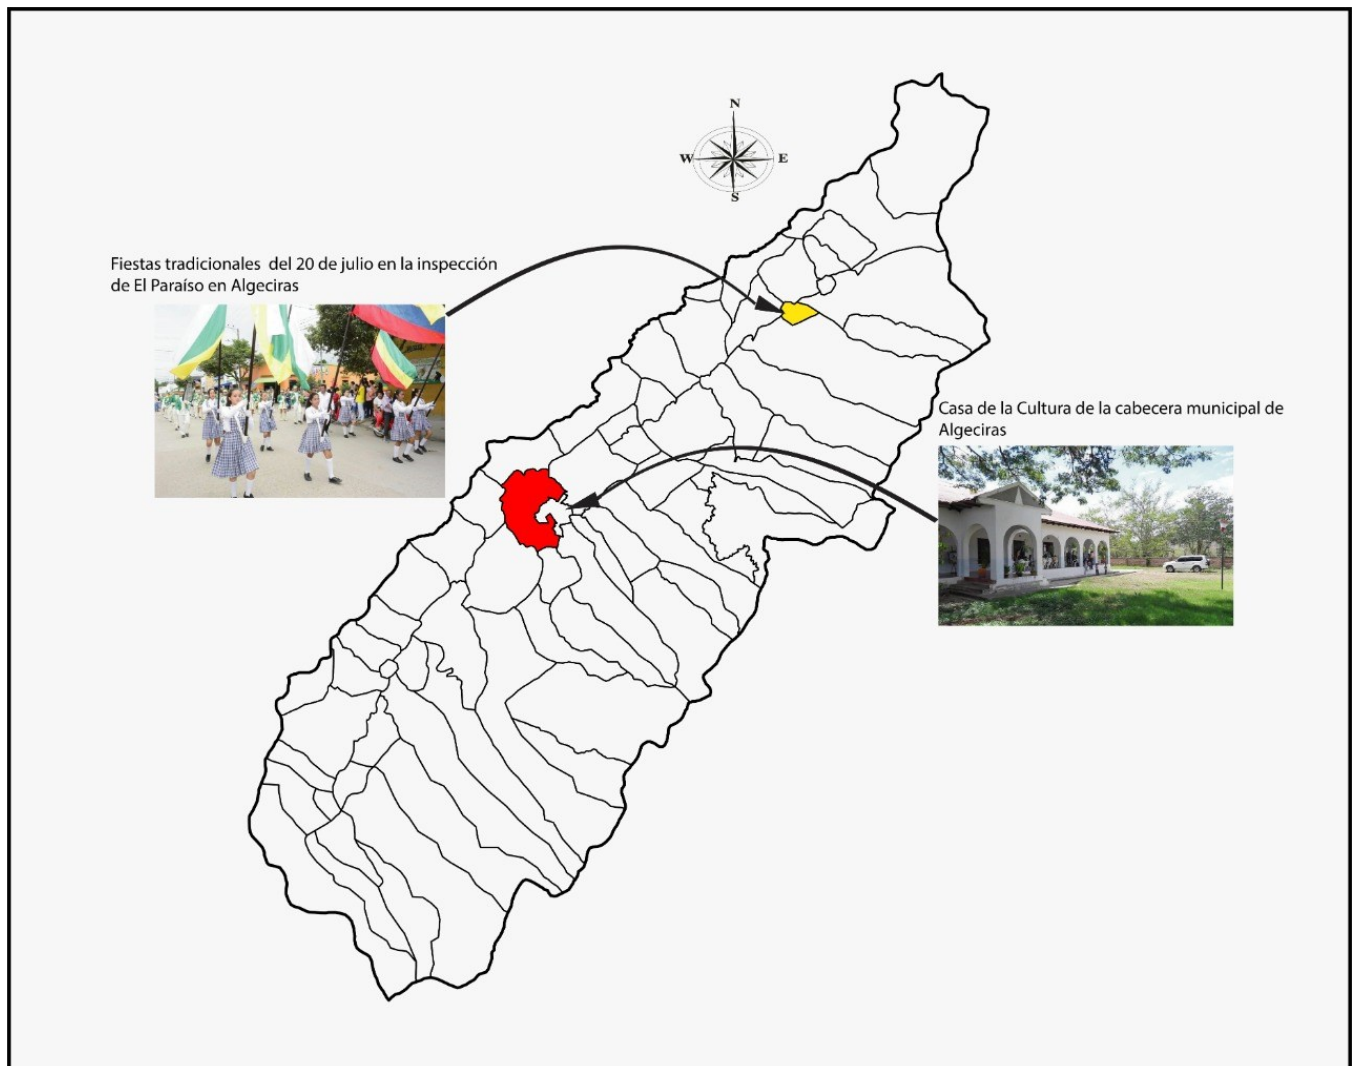 N
W E
S
Fiestas tradicionales del 20 de julio en la inspección
de El Paraíso en Algeciras
Casa de la Cultura de la cabecera municipal de
Algeciras